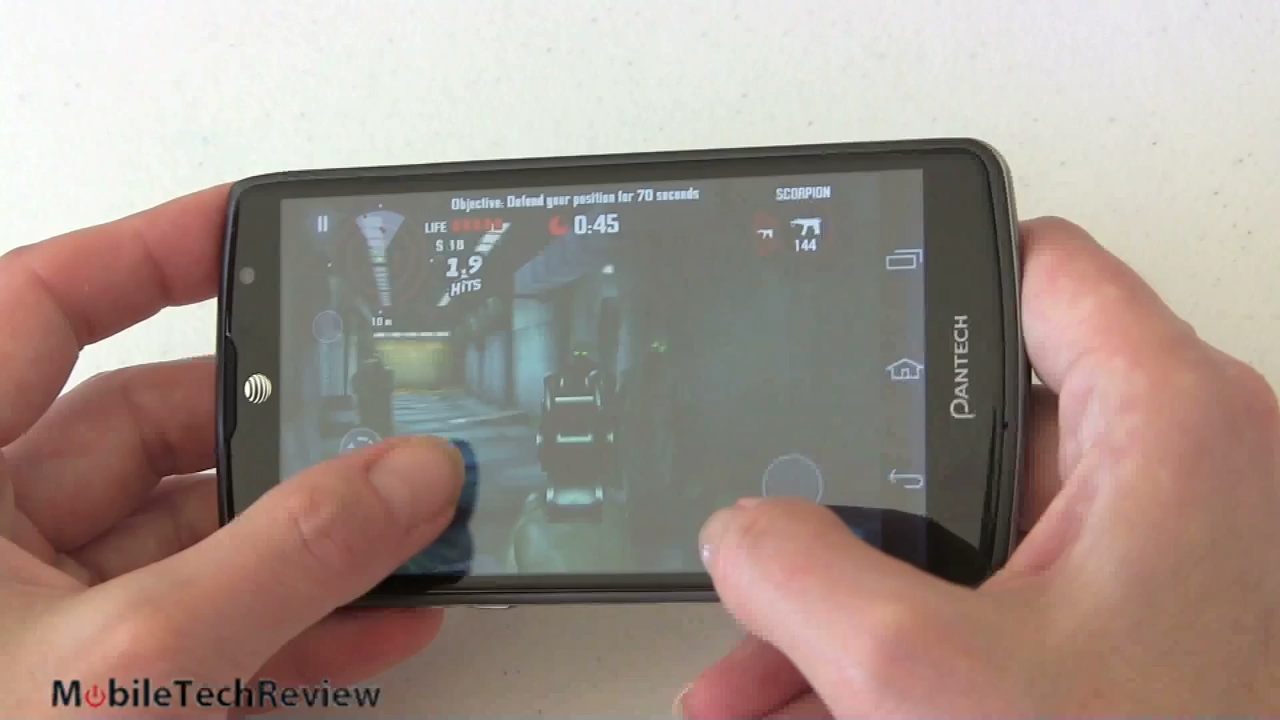 Objective: Defend your position for 70 seconds
SCORPION
LIFE
0:45
144
1.9
HITS
10 m
PANTECH
MobileTechReview